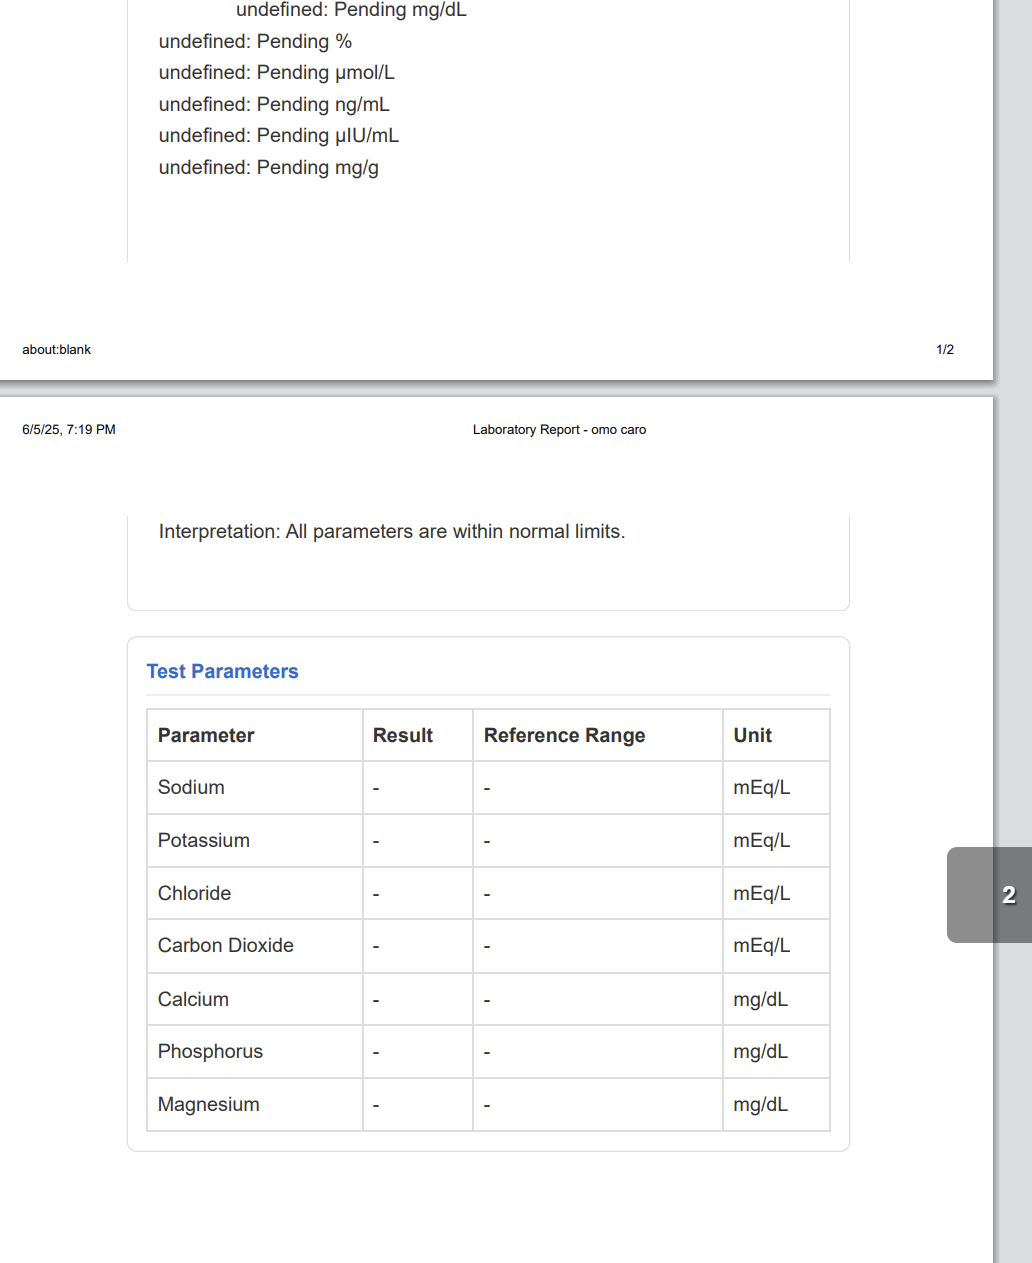 undefined: Pending mg/dL
undefined: Pending %
undefined: Pending µmol/L
undefined: Pending ng/mL
undefined: Pending µIU/mL
undefined: Pending mg/g
about:blank 1/2
6/5/25, 7:19 PM Laboratory Report - omo caro
Interpretation: All parameters are within normal limits.
Test Parameters
Parameter Result Reference Range Unit
Sodium - - mEq/L
Potassium - - mEq/L
Chloride - - mEq/L
2
Carbon Dioxide - - mEq/L
Calcium - - mg/dL
Phosphorus - - mg/dL
Magnesium - - mg/dL